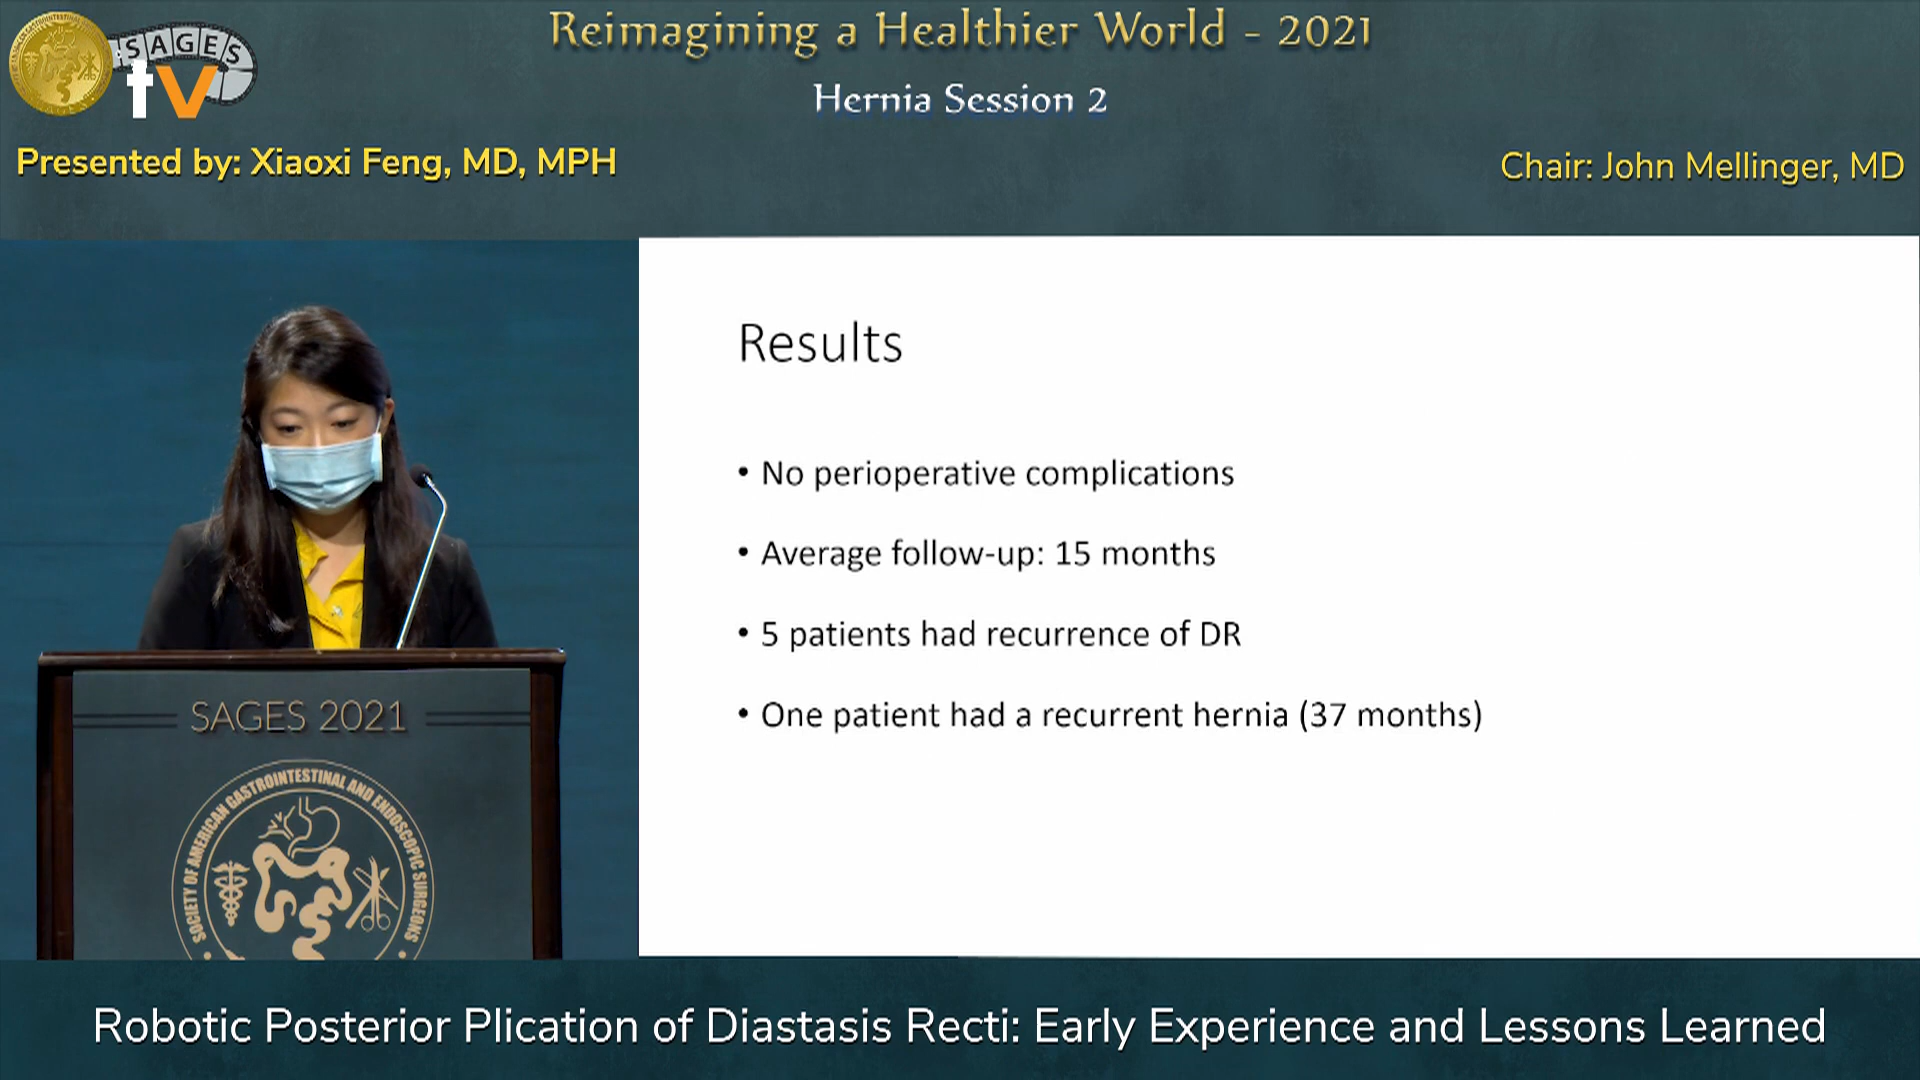 Reimagining a Healthier World - 2021
SAGES
tv
Hernia Session 2
Presented by: Xiaoxi Feng, MD, MPH
Chair: John Mellinger, MD
Results
• No perioperative complications
• Average follow-up: 15 months
• 5 patients had recurrence of DR
• One patient had a recurrent hernia (37 months)
SAGES 2021
SOCIETY OF AMERICAN GASTROINTESTINAL AND ENDOSCOPIC SURGEONS
Robotic Posterior Plication of Diastasis Recti: Early Experience and Lessons Learned